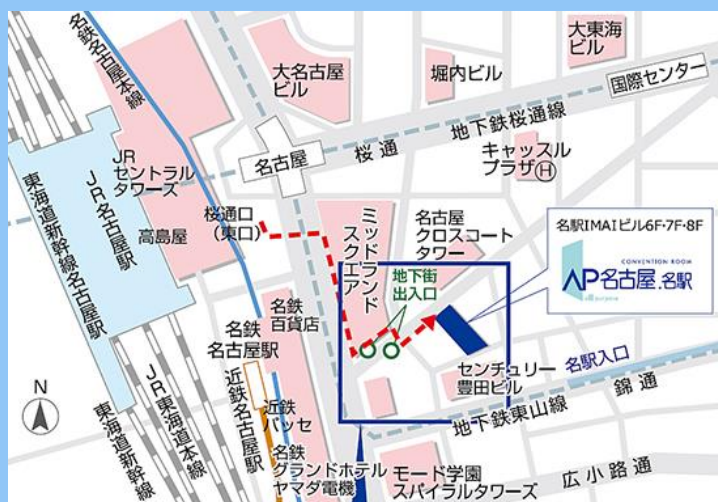 名鉄名古屋本線
大名古屋
ビル
堀内ビル
大東海
ビル
国際センター
地下鉄桜通線
桜通
名古屋
キャッスル
プラザⒽ
JR
セントラル
タワーズ
JR名古屋駅
東海道新幹線名古屋駅
高島屋
桜通口
(東口)
ミッドランド
スクエア
名古屋
クロスコート
タワー
名駅IMAIビル6F・7F・8F
CONVENTION ROOM
AP名古屋.名駅
all purpose
地下街
出入口
名鉄
百貨店
名鉄
名古屋駅
近鉄名古屋駅
近鉄
パッセ
センチュリー
豊田ビル
名駅入口
錦通
地下鉄東山線
N
東海道新幹線
JR東海道本線
名鉄
グランドホテル
ヤマダ電機
モード学園
スパイラルタワーズ
広小路通